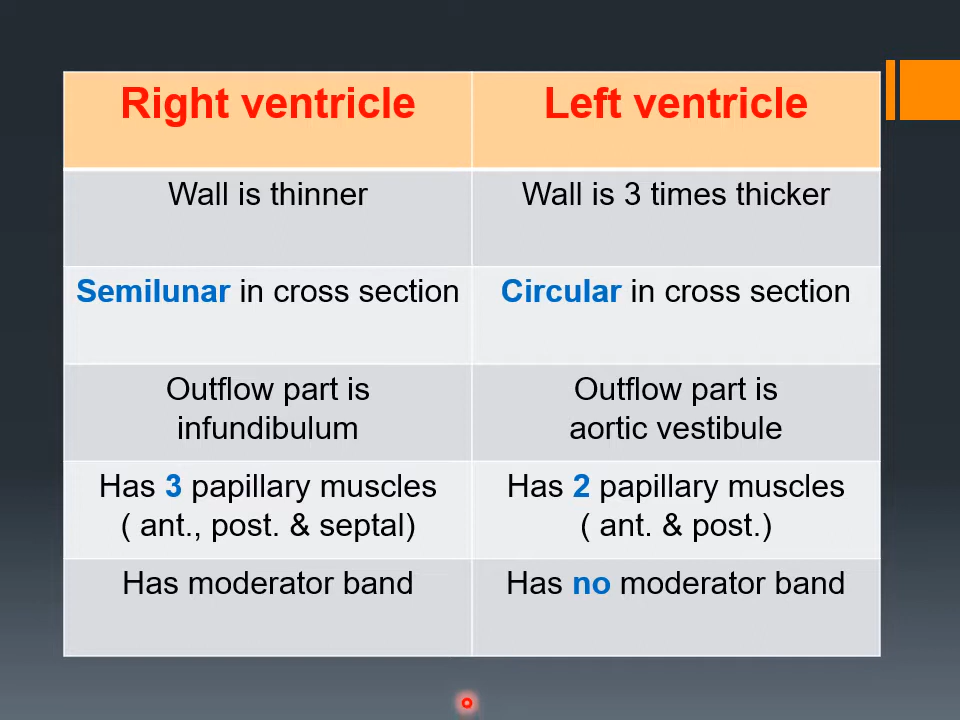 Right ventricle
Left ventricle
Wall is thinner
Wall is 3 times thicker
Semilunar in cross section
Circular in cross section
Outflow part is
infundibulum
Outflow part is
aortic vestibule
Has 3 papillary muscles
( ant., post. & septal)
Has 2 papillary muscles
( ant. & post.)
Has moderator band
Has no moderator band